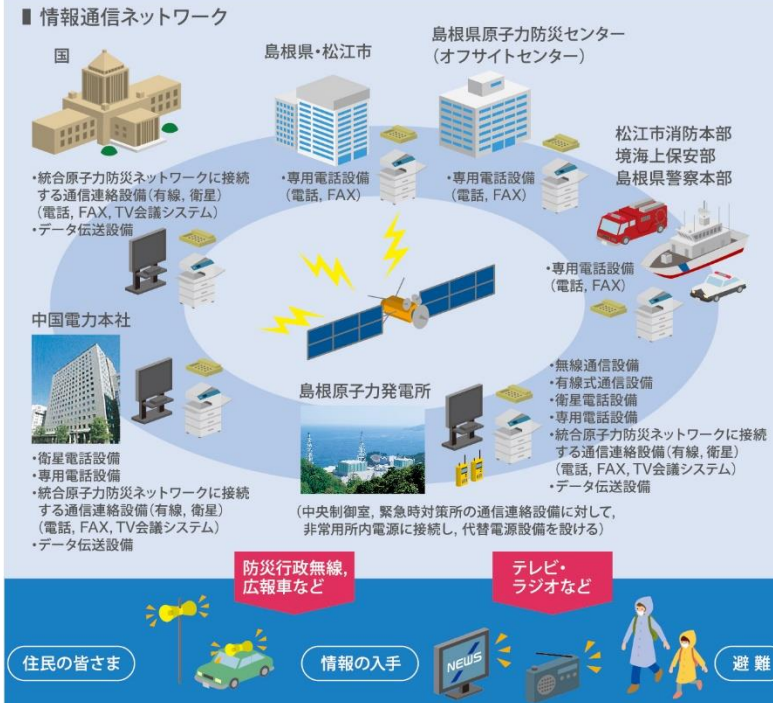 ■ 情報通信ネットワーク
国
島根県・松江市
島根県原子力防災センター
（オフサイトセンター）
・統合原子力防災ネットワークに接続
する通信連絡設備（有線, 衛星）
（電話, FAX, TV会議システム）
・データ伝送設備
・専用電話設備
（電話, FAX）
・専用電話設備
（電話, FAX）
松江市消防本部
境海上保安部
島根県警察本部
・専用電話設備
（電話, FAX）
中国電力本社
・衛星電話設備
・専用電話設備
・統合原子力防災ネットワークに接続
する通信連絡設備（有線, 衛星）
（電話, FAX, TV会議システム）
・データ伝送設備
島根原子力発電所
・無線通信設備
・有線式通信設備
・衛星電話設備
・専用電話設備
・統合原子力防災ネットワークに接続
する通信連絡設備（有線, 衛星）
（電話, FAX, TV会議システム）
・データ伝送設備
（中央制御室, 緊急時対策所の通信連絡設備に対して,
非常用所内電源に接続し, 代替電源設備を設ける）
防災行政無線,
広報車など
テレビ・
ラジオなど
住民の皆さま
情報の入手
NEWS
避難